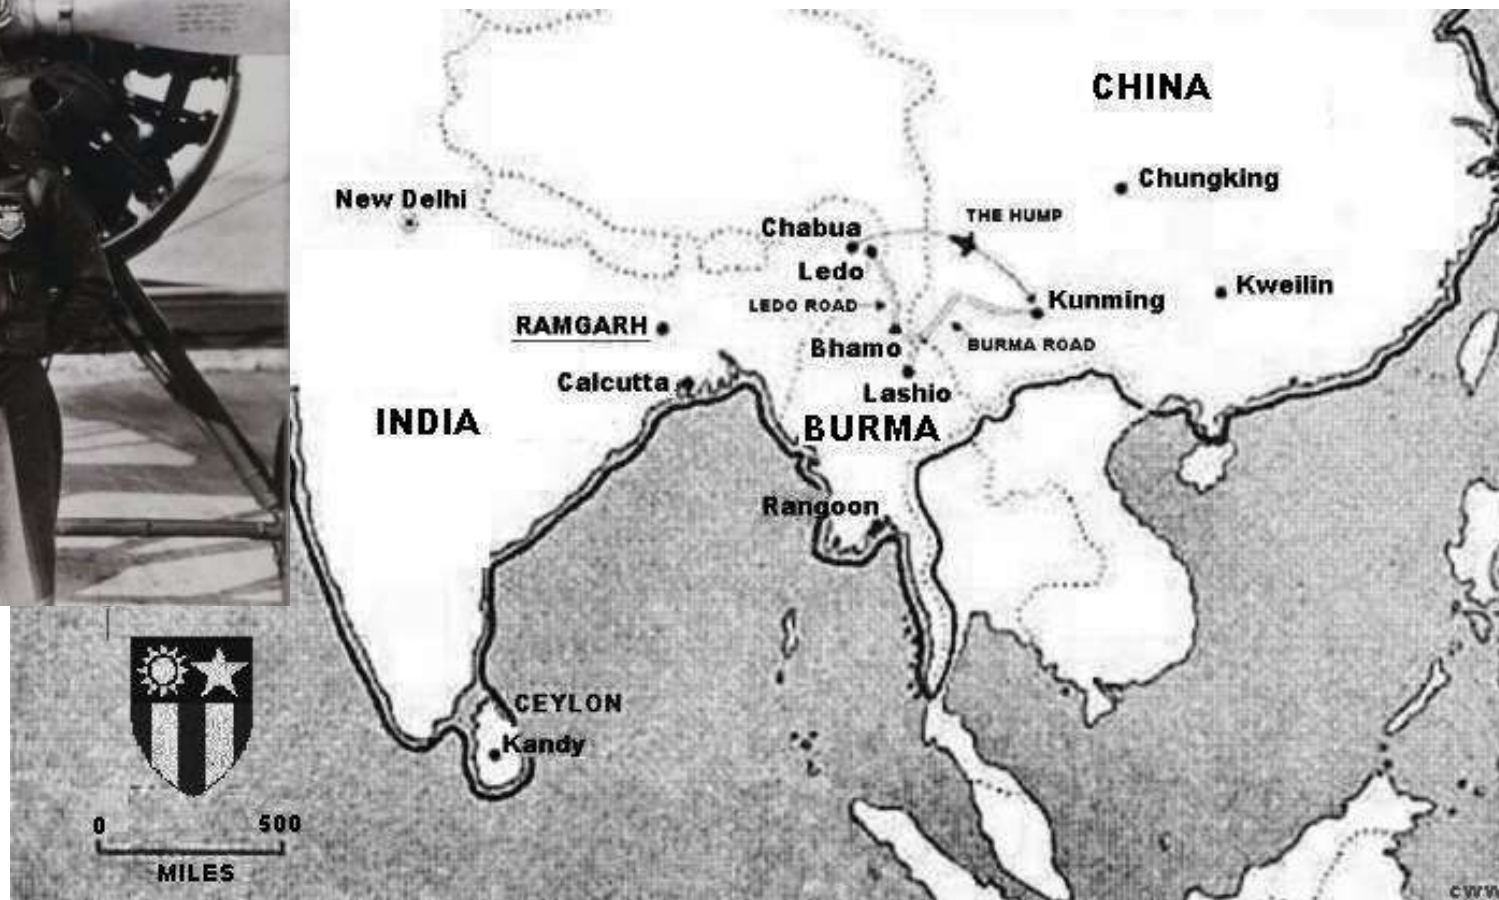 CHINA
Chungking
New Delhi
THE HUMP
Chabua
Ledo
Kweilin
Kunming
LEDO ROAD
RAMGARH
BURMA ROAD
Bhamo
Calcutta
Lashio
INDIA
BURMA
Rangoon
CEYLON
Kandy
0 500
MILES